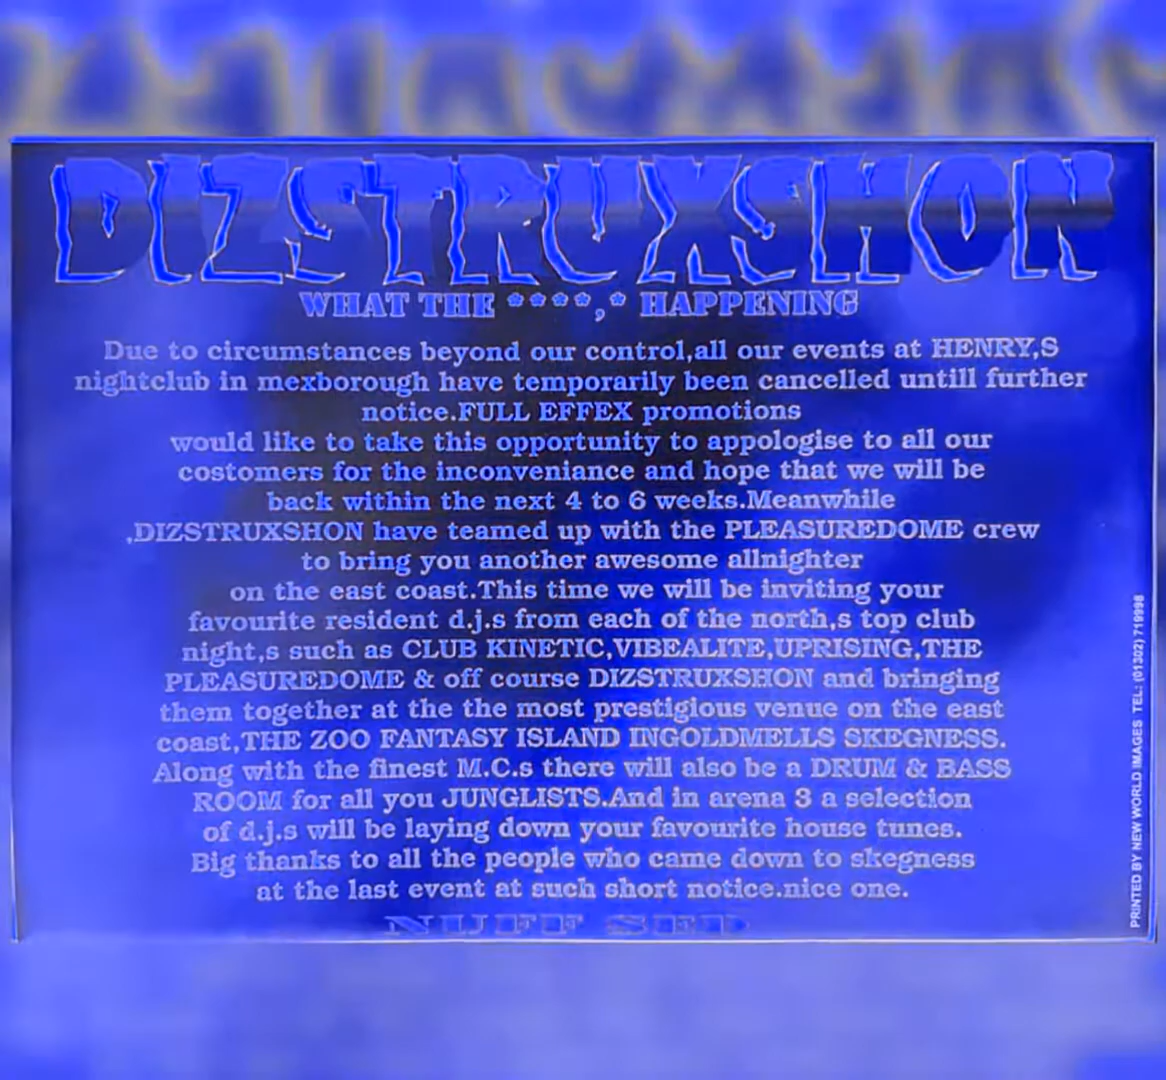 DIZSTRUXSHON
WHAT THE ****,* HAPPENING
Due to circumstances beyond our control,all our events at HENRY,S
nightclub in mexborough have temporarily been cancelled untill further
notice.FULL EFFEX promotions
would like to take this opportunity to appologise to all our
costomers for the inconveniance and hope that we will be
back within the next 4 to 6 weeks.Meanwhile
,DIZSTRUXSHON have teamed up with the PLEASUREDOME crew
to bring you another awesome allnighter
on the east coast.This time we will be inviting your
favourite resident d.j.s from each of the north,s top club
night,s such as CLUB KINETIC,VIBEALITE,UPRISING,THE
PLEASUREDOME & off course DIZSTRUXSHON and bringing
them together at the the most prestigious venue on the east
coast,THE ZOO FANTASY ISLAND INGOLDMELLS SKEGNESS.
Along with the finest M.C.s there will also be a DRUM & BASS
ROOM for all you JUNGLISTS.And in arena 3 a selection
of d.j.s will be laying down your favourite house tunes.
Big thanks to all the people who came down to skegness
at the last event at such short notice.nice one.
NUFF SED
PRINTED BY NEW WORLD IMAGES TEL: (01302) 719998